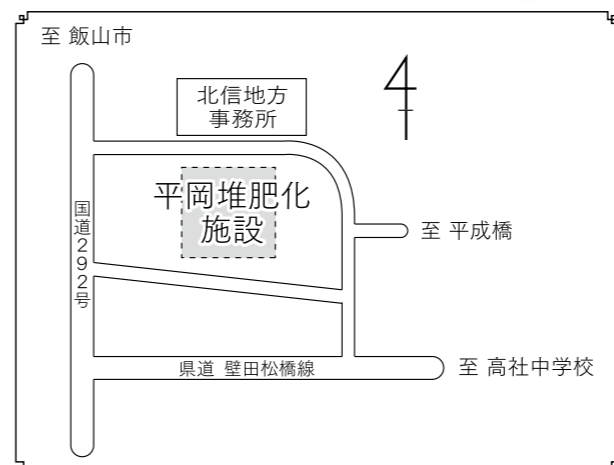 至 飯山市
北信地方
事務所
平岡堆肥化
施設
国道292号
至 平成橋
県道 壁田松橋線
至 高社中学校